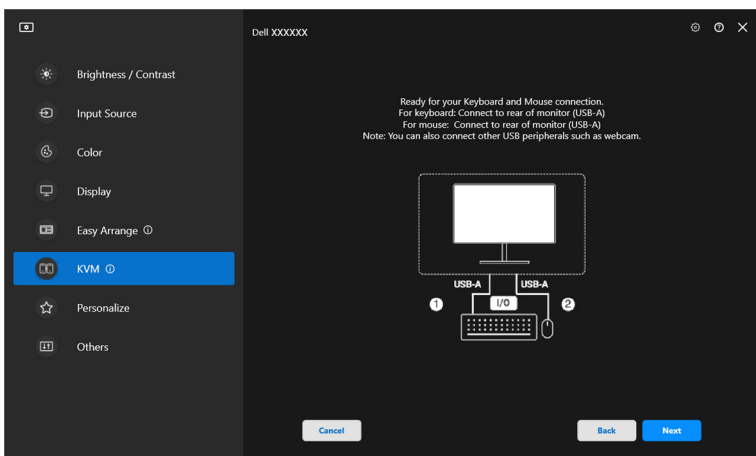 Dell XXXXXX
Brightness / Contrast
Input Source
Color
Display
Easy Arrange
KVM
Personalize
Others
Ready for your Keyboard and Mouse connection.
For keyboard: Connect to rear of monitor (USB-A)
For mouse: Connect to rear of monitor (USB-A)
Note: You can also connect other USB peripherals such as webcam.
USB-A USB-A
1 I/O 2
Cancel Back Next